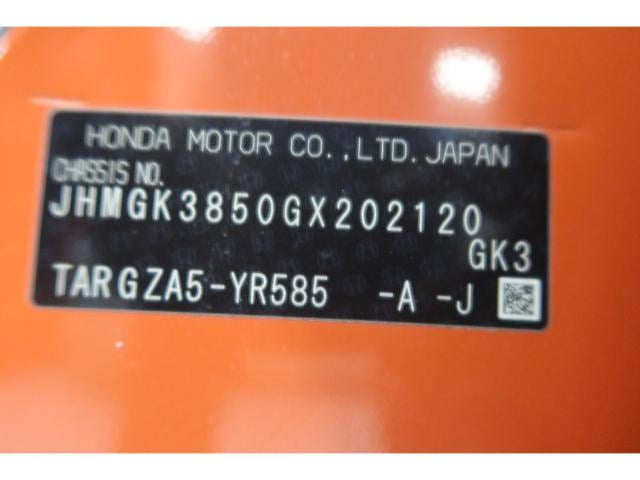 HONDA MOTOR CO.,LTD.JAPAN
CHASSIS NO.
JHMGK3850GX202120
GK3
TARGZA5-YR585 -A -J